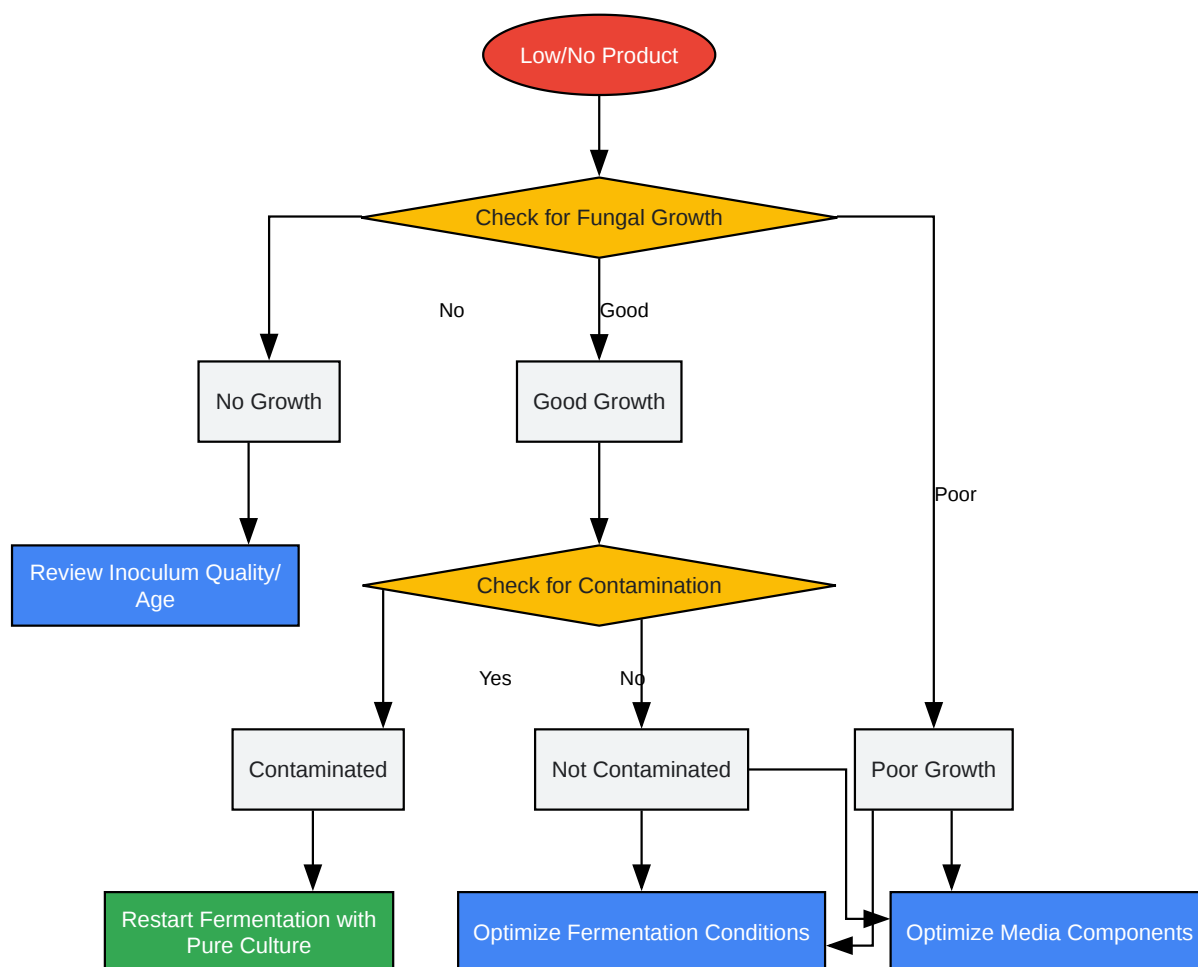 Low/No Product
Check for Fungal Growth
No
Good
No Growth
Good Growth
Poor
Review Inoculum Quality/
Age
Check for Contamination
Yes
No
Contaminated
Not Contaminated
Poor Growth
Restart Fermentation with
Pure Culture
Optimize Fermentation Conditions
Optimize Media Components